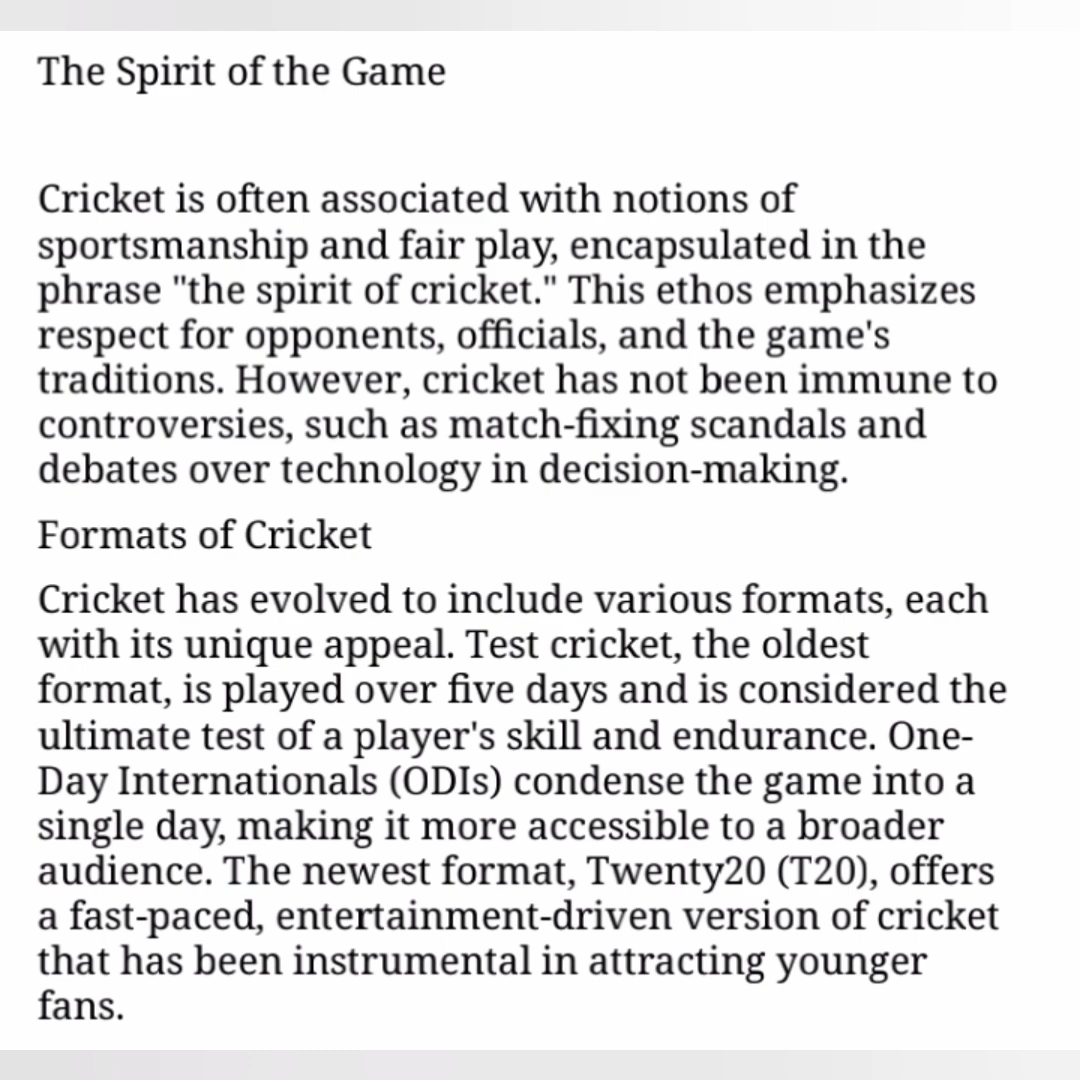 The Spirit of the Game
Cricket is often associated with notions of
sportsmanship and fair play, encapsulated in the
phrase "the spirit of cricket." This ethos emphasizes
respect for opponents, officials, and the game's
traditions. However, cricket has not been immune to
controversies, such as match-fixing scandals and
debates over technology in decision-making.
Formats of Cricket
Cricket has evolved to include various formats, each
with its unique appeal. Test cricket, the oldest
format, is played over five days and is considered the
ultimate test of a player's skill and endurance. One-
Day Internationals (ODIs) condense the game into a
single day, making it more accessible to a broader
audience. The newest format, Twenty20 (T20), offers
a fast-paced, entertainment-driven version of cricket
that has been instrumental in attracting younger
fans.